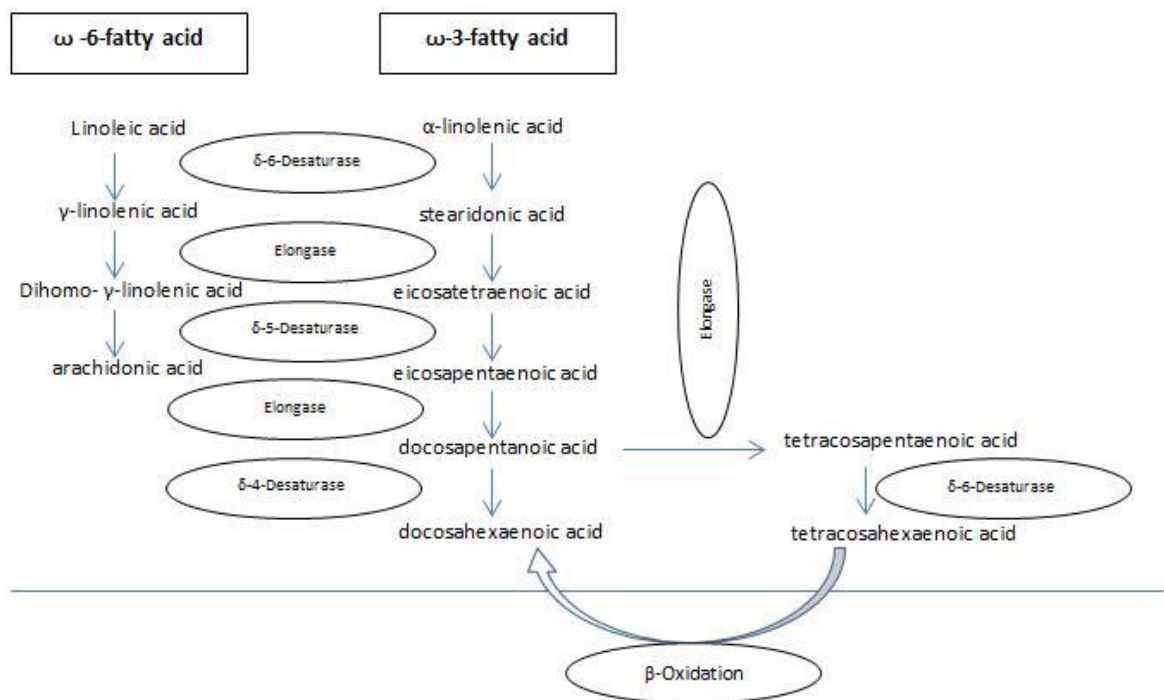 ω -6-fatty acid
ω-3-fatty acid
Linoleic acid
δ-6-Desaturase
α-linolenic acid
γ-linolenic acid
stearidonic acid
Elongase
Dihomo- γ-linolenic acid
eicosatetraenoic acid
δ-5-Desaturase
arachidonic acid
eicosapentaenoic acid
Elongase
docosapentanoic acid
Elongase
tetracosapentaenoic acid
δ-4-Desaturase
δ-6-Desaturase
docosahexaenoic acid
tetracosahexaenoic acid
β-Oxidation